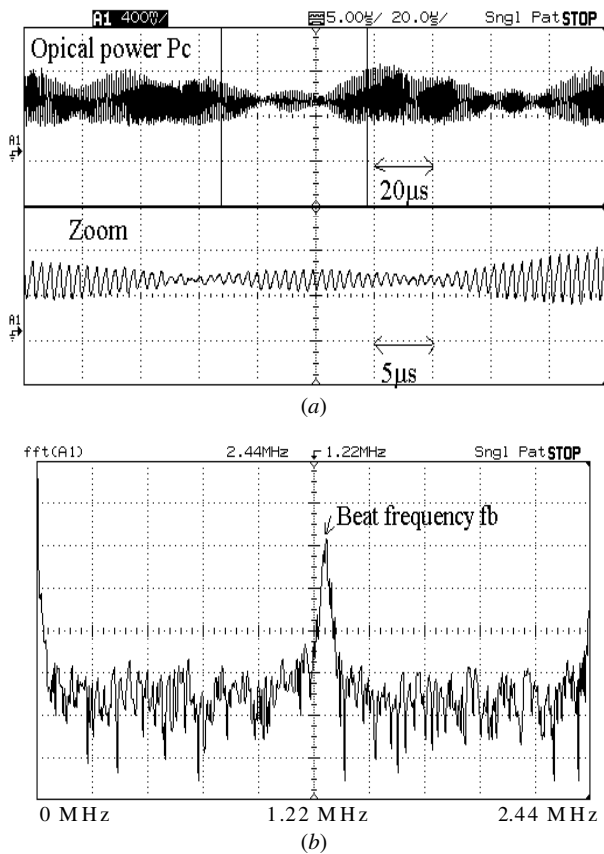 A1 400V/ 5.00µs/ 20.0µs/ Sngl Pat STOP
Opical power Pc
A1
20µs
Zoom
A1
5µs
(a)
fft(A1) 2.44MHz 1.22MHz Sngl Pat STOP
Beat frequency fb
0 MHz 1.22 MHz 2.44 MHz
(b)